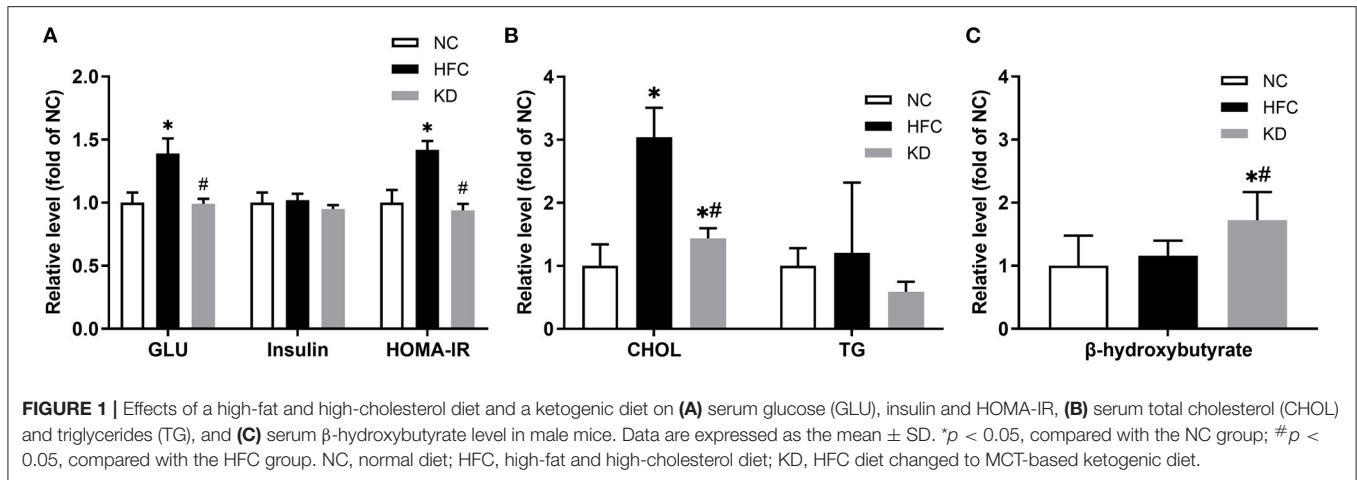 A
NC
HFC
KD
Relative level (fold of NC)
2.0
1.5
1.0
0.5
0.0
*
#
*
#
GLU
Insulin
HOMA-IR
B
NC
HFC
KD
Relative level (fold of NC)
4
3
2
1
0
*
*#
CHOL
TG
C
NC
HFC
KD
Relative level (fold of NC)
4
3
2
1
0
*#
β-hydroxybutyrate
FIGURE 1 | Effects of a high-fat and high-cholesterol diet and a ketogenic diet on (A) serum glucose (GLU), insulin and HOMA-IR, (B) serum total cholesterol (CHOL)
and triglycerides (TG), and (C) serum β-hydroxybutyrate level in male mice. Data are expressed as the mean ± SD. *p < 0.05, compared with the NC group; #p <
0.05, compared with the HFC group. NC, normal diet; HFC, high-fat and high-cholesterol diet; KD, HFC diet changed to MCT-based ketogenic diet.